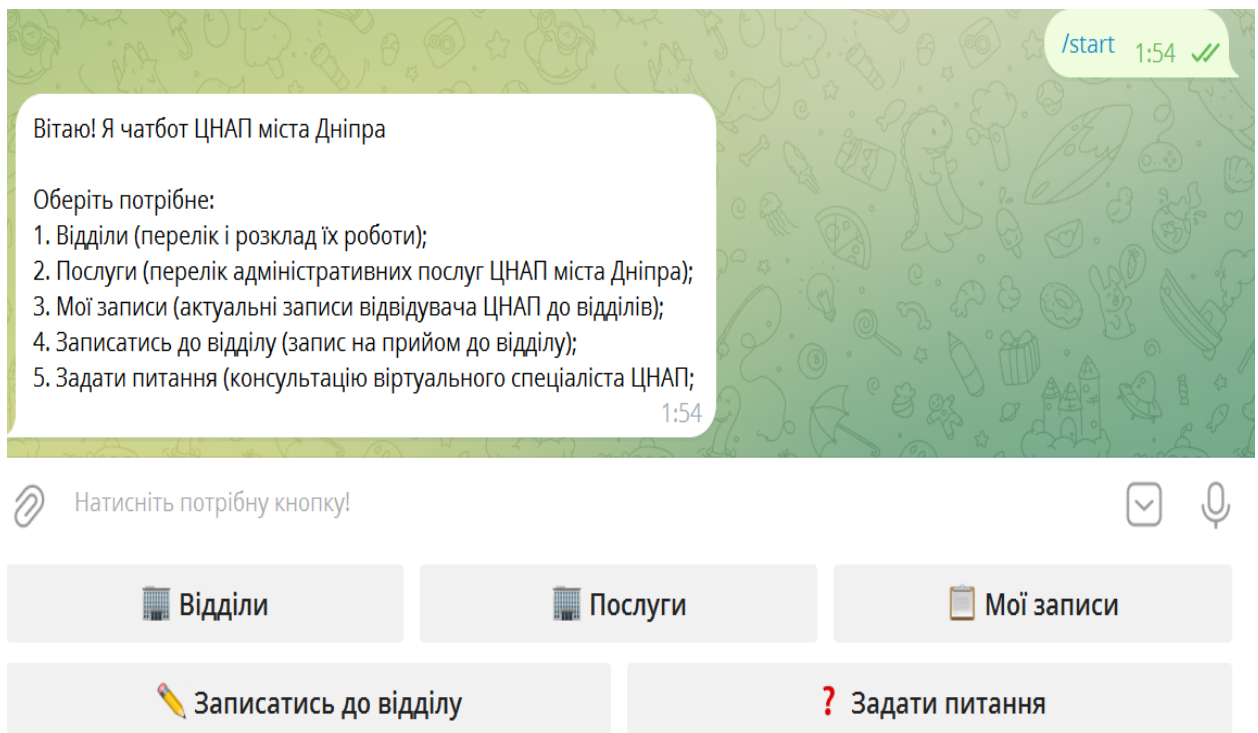 /start 1:54
Вітаю! Я чатбот ЦНАП міста Дніпра
Оберіть потрібне:
1. Відділи (перелік і розклад їх роботи);
2. Послуги (перелік адміністративних послуг ЦНАП міста Дніпра);
3. Мої записи (актуальні записи відвідувача ЦНАП до відділів);
4. Записатись до відділу (запис на прийом до відділу);
5. Задати питання (консультацію віртуального спеціаліста ЦНАП;
1:54
Натисніть потрібну кнопку!
Відділи
Послуги
Мої записи
Записатись до відділу
Задати питання